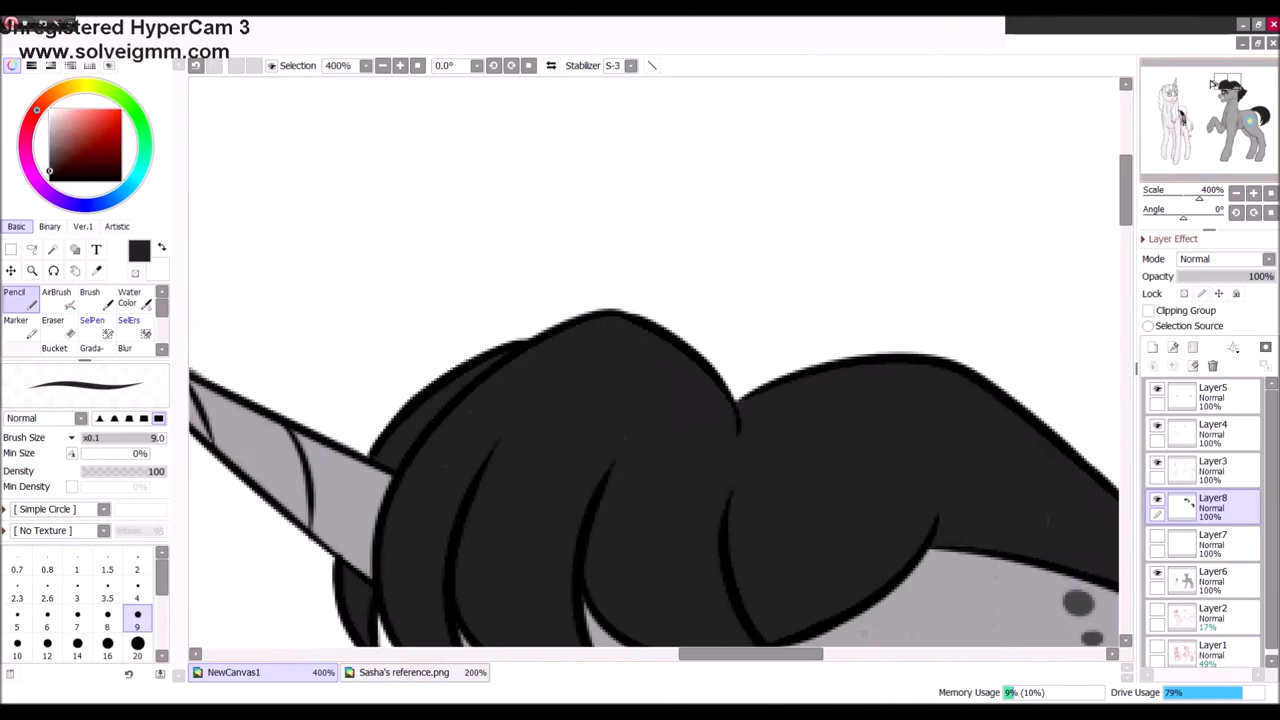 Unregistered HyperCam 3
www.solveigmm.com
Selection 400% 0.0° Stabilizer S-3
Basic Binary Ver.1 Artistic
T
Pencil AirBrush Brush Water Color
Marker Eraser SelPen SelErs
Bucket Grada- Blur
Normal
Brush Size x0.1 9.0
Min Size 0%
Density 100
Min Density 0%
[ Simple Circle ]
[ No Texture ] 95
0.7 0.8 1 1.5 2
2.3 2.6 3 3.5 4
5 6 7 8 9
10 12 14 16 20
Scale 400%
Angle 0°
Layer Effect
Mode Normal
Opacity 100%
Lock
Clipping Group
Selection Source
Layer5
Normal
100%
Layer4
Normal
100%
Layer3
Normal
100%
Layer8
Normal
100%
Layer7
Normal
100%
Layer6
Normal
100%
Layer2
Normal
17%
Layer1
Normal
49%
NewCanvas1 400% Sasha's reference.png 200%
Memory Usage 9% (10%) Drive Usage 79%